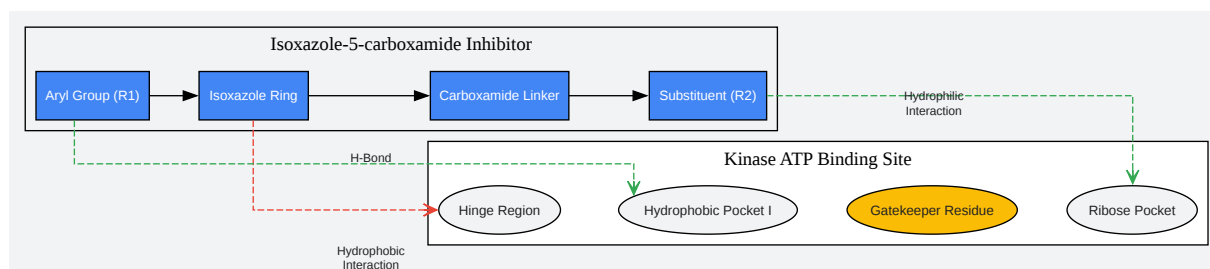 Isoxazole-5-carboxamide Inhibitor
Aryl Group (R1)
Isoxazole Ring
Carboxamide Linker
Substituent (R2)
Hydrophilic
Interaction
H-Bond
Kinase ATP Binding Site
Hinge Region
Hydrophobic Pocket I
Gatekeeper Residue
Ribose Pocket
Hydrophobic
Interaction